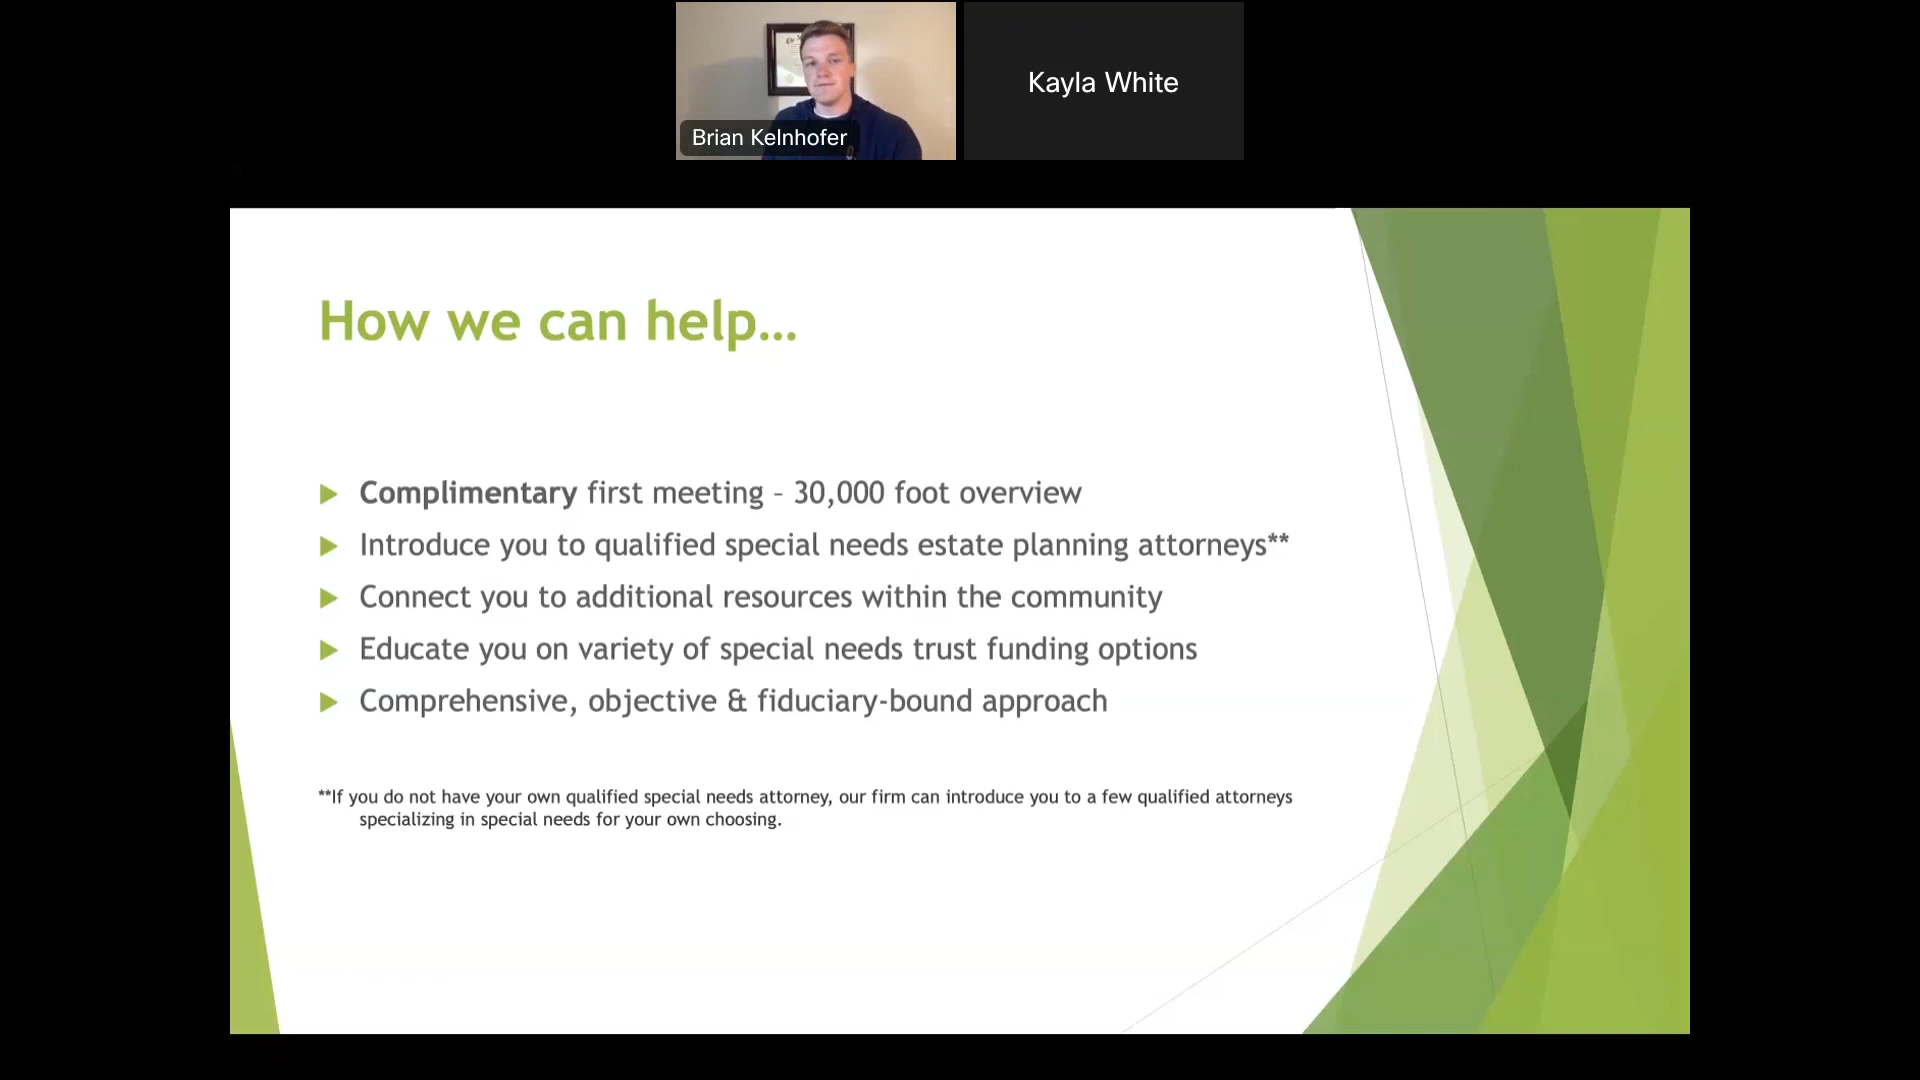 Brian Kelnhofer
Kayla White
How we can help...
Complimentary first meeting – 30,000 foot overview
Introduce you to qualified special needs estate planning attorneys**
Connect you to additional resources within the community
Educate you on variety of special needs trust funding options
Comprehensive, objective & fiduciary-bound approach
**If you do not have your own qualified special needs attorney, our firm can introduce you to a few qualified attorneys
specializing in special needs for your own choosing.